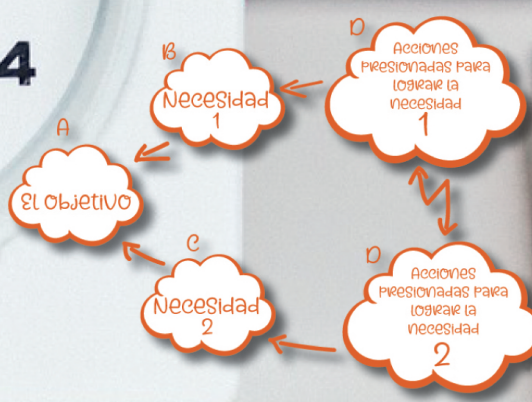 4
A
El objetivo
B
Necesidad
1
D
Acciones
presionadas para
lograr la
necesidad
1
C
Necesidad
2
D
Acciones
presionadas para
lograr la
necesidad
2